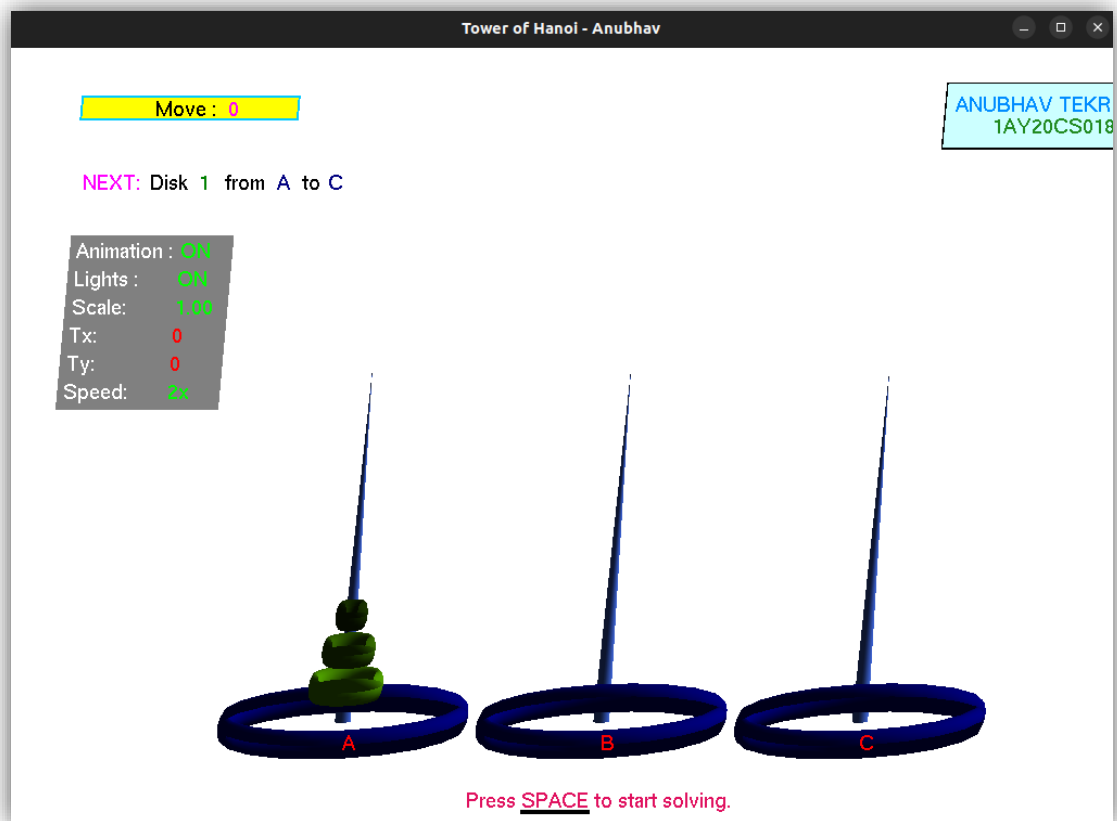 Tower of Hanoi - Anubhav
Move : 0
ANUBHAV TEKR
1AY20CS018
NEXT: Disk 1 from A to C
Animation : ON
Lights : ON
Scale: 1.00
Tx: 0
Ty: 0
Speed: 2x
A B C
Press SPACE to start solving.